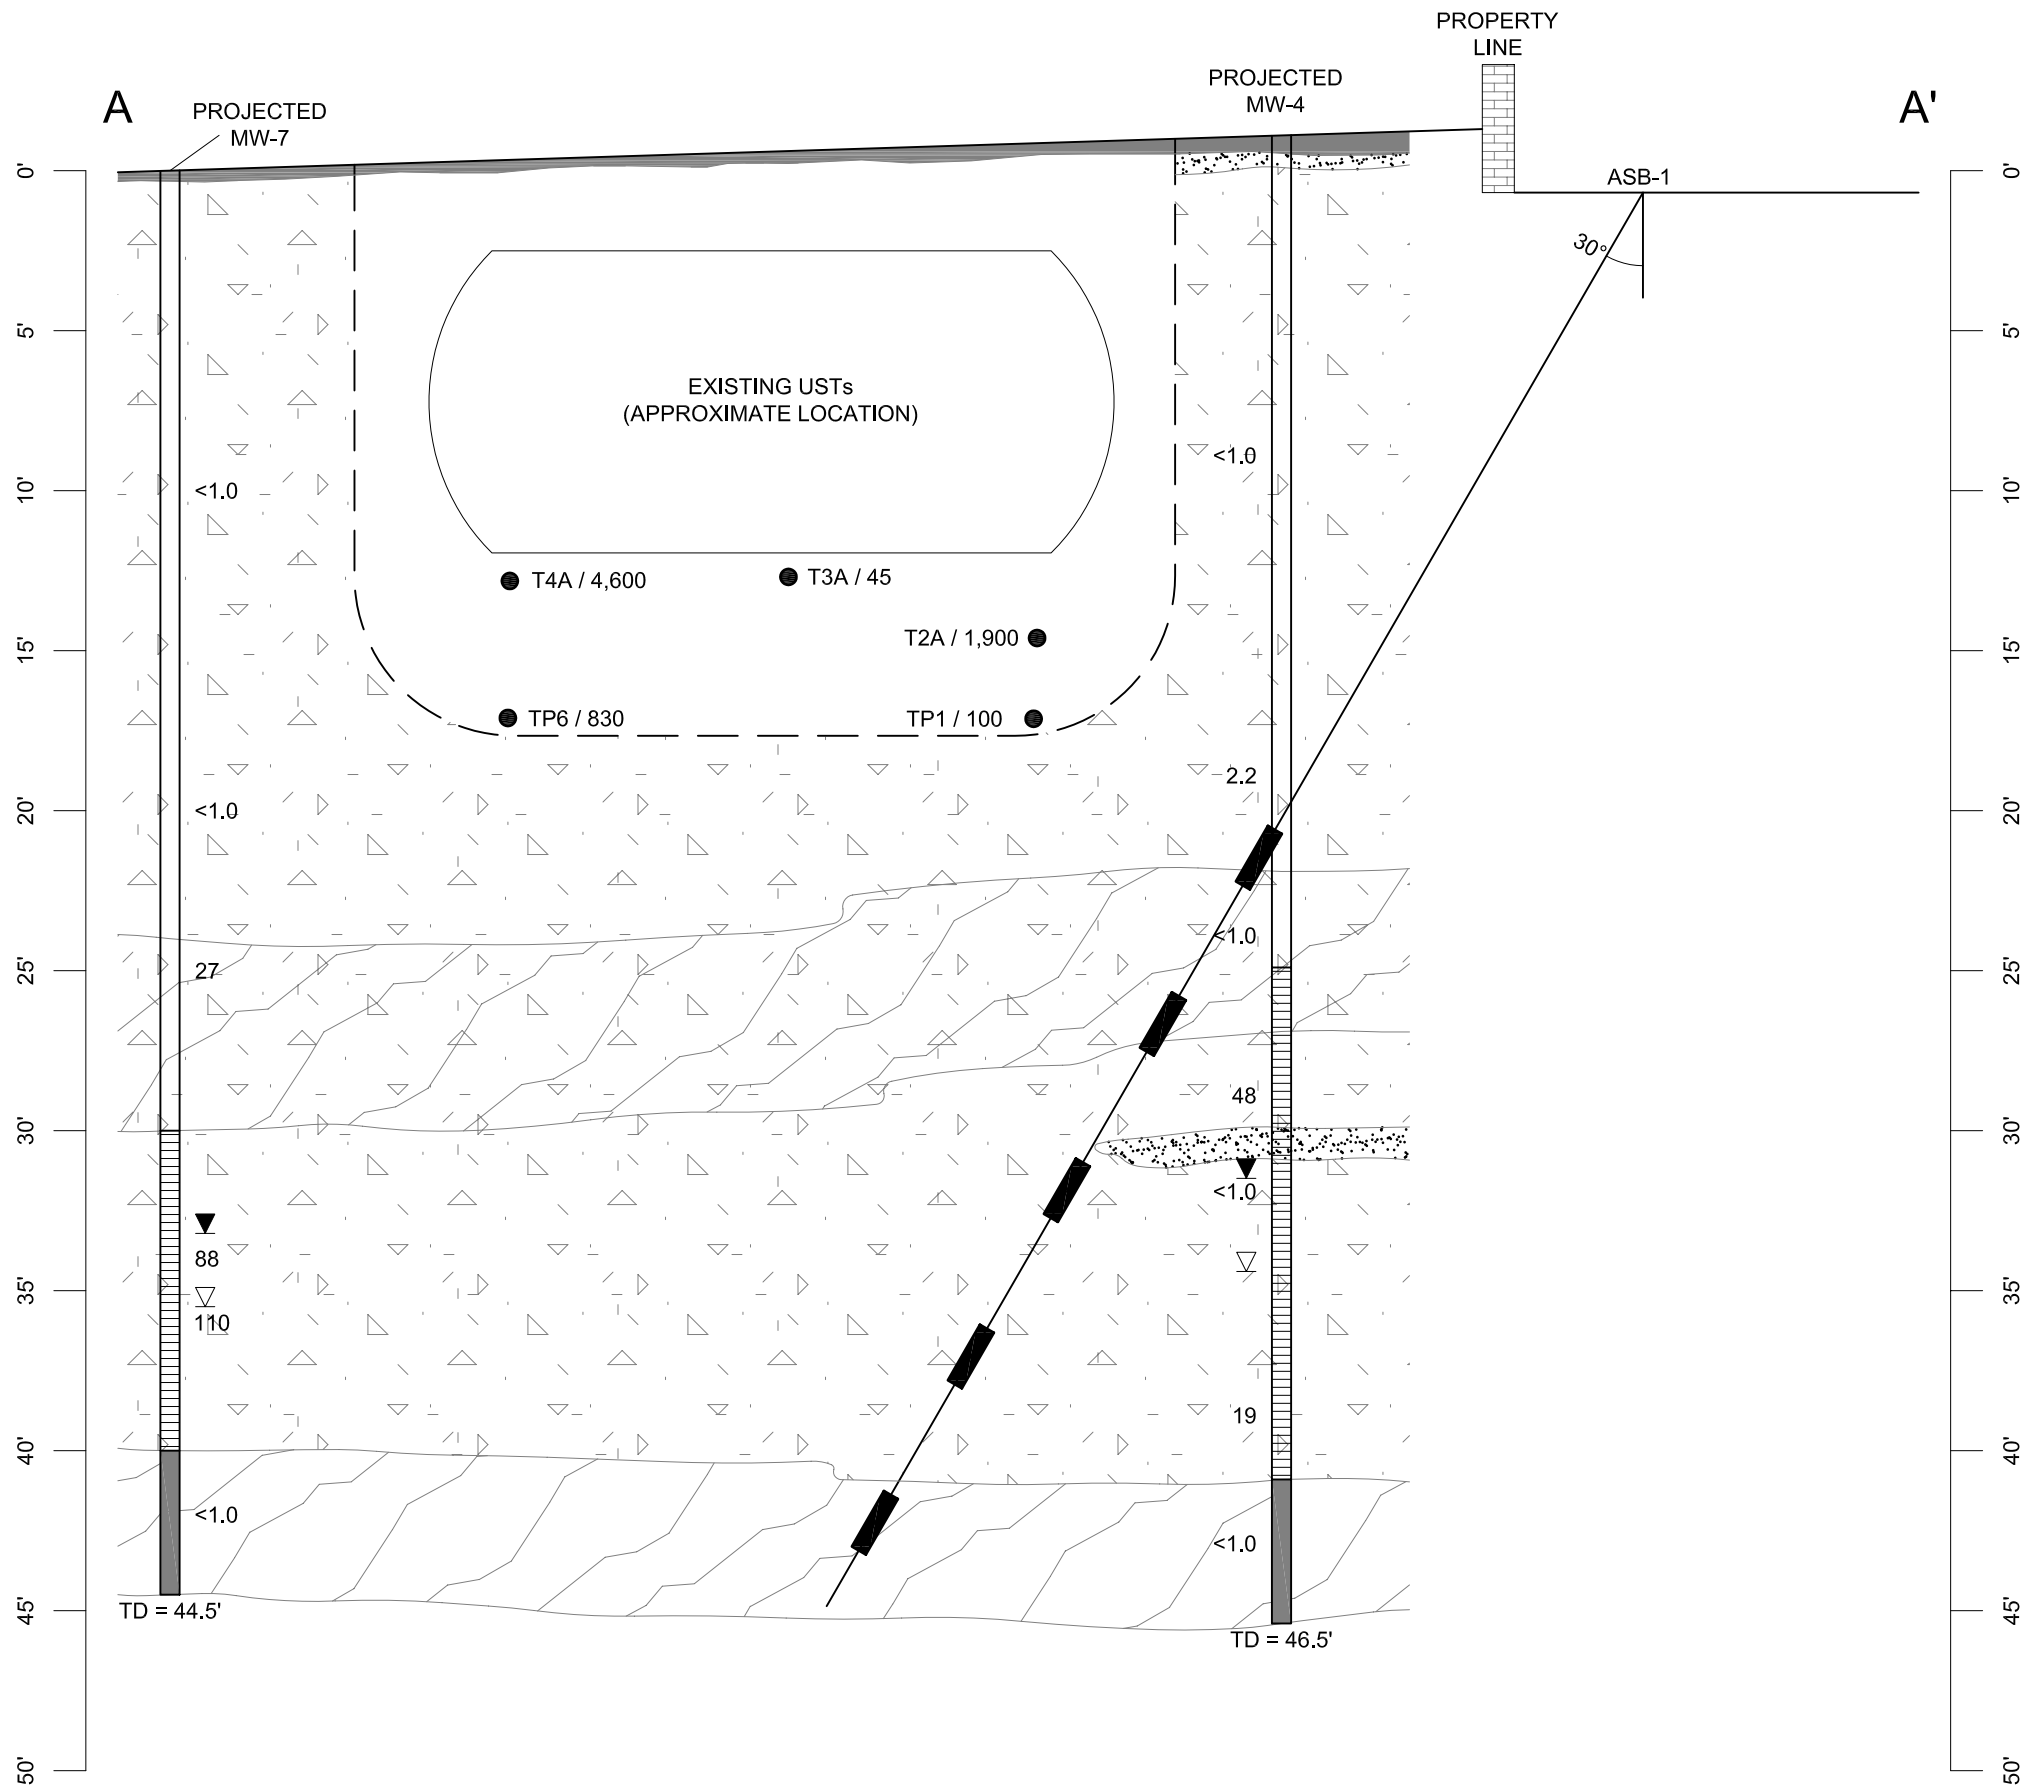 PROPERTY
LINE
PROJECTED
MW-4
A
PROJECTED
MW-7
A'
0'
0'
ASB-1
30°
5'
5'
EXISTING USTs
(APPROXIMATE LOCATION)
<1.0
10'
<1.0
10'
T4A / 4,600
T3A / 45
T2A / 1,900
15'
15'
TP6 / 830
TP1 / 100
2.2
20'
<1.0
20'
<1.0
25'
27
25'
48
30'
30'
<1.0
88
35'
35'
110
19
40'
40'
<1.0
<1.0
45'
TD = 44.5'
45'
TD = 46.5'
50'
50'